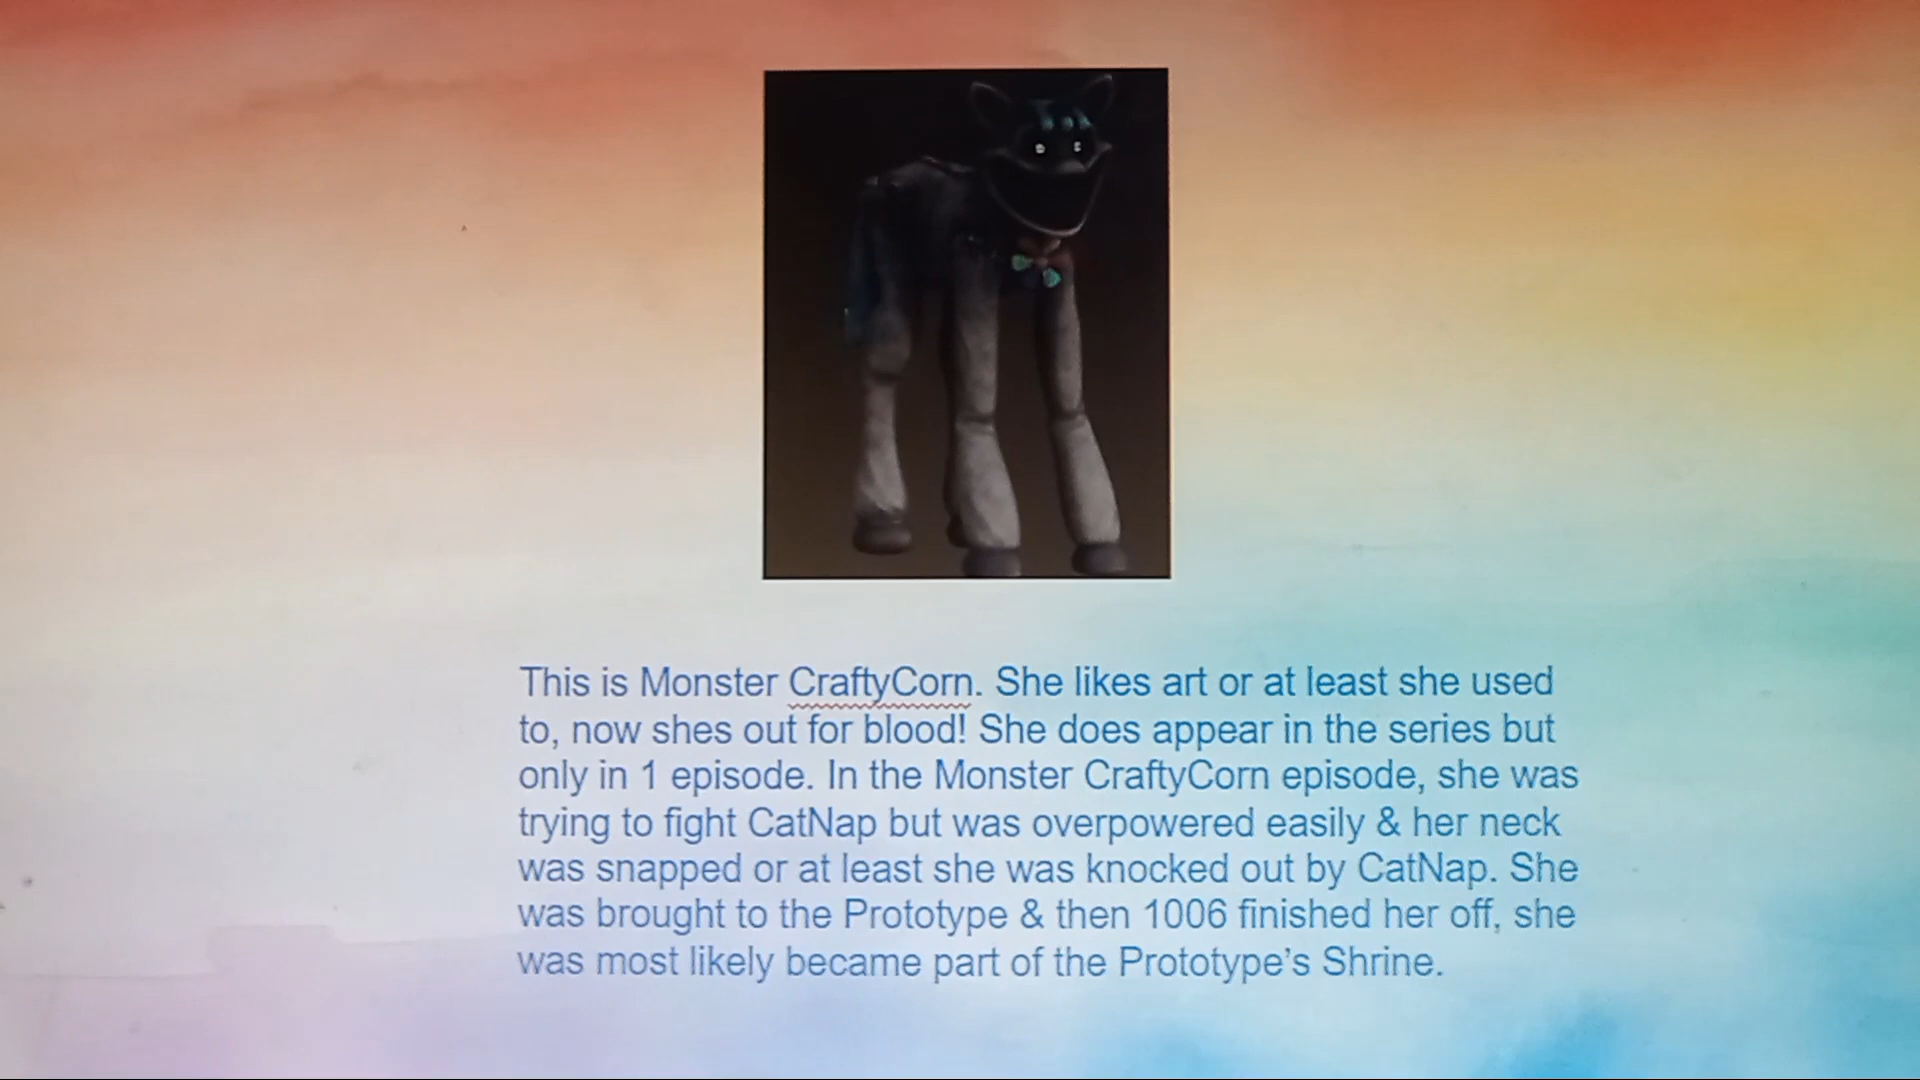 This is Monster CraftyCorn. She likes art or at least she used
to, now shes out for blood! She does appear in the series but
only in 1 episode. In the Monster CraftyCorn episode, she was
trying to fight CatNap but was overpowered easily & her neck
was snapped or at least she was knocked out by CatNap. She
was brought to the Prototype & then 1006 finished her off, she
was most likely became part of the Prototype’s Shrine.